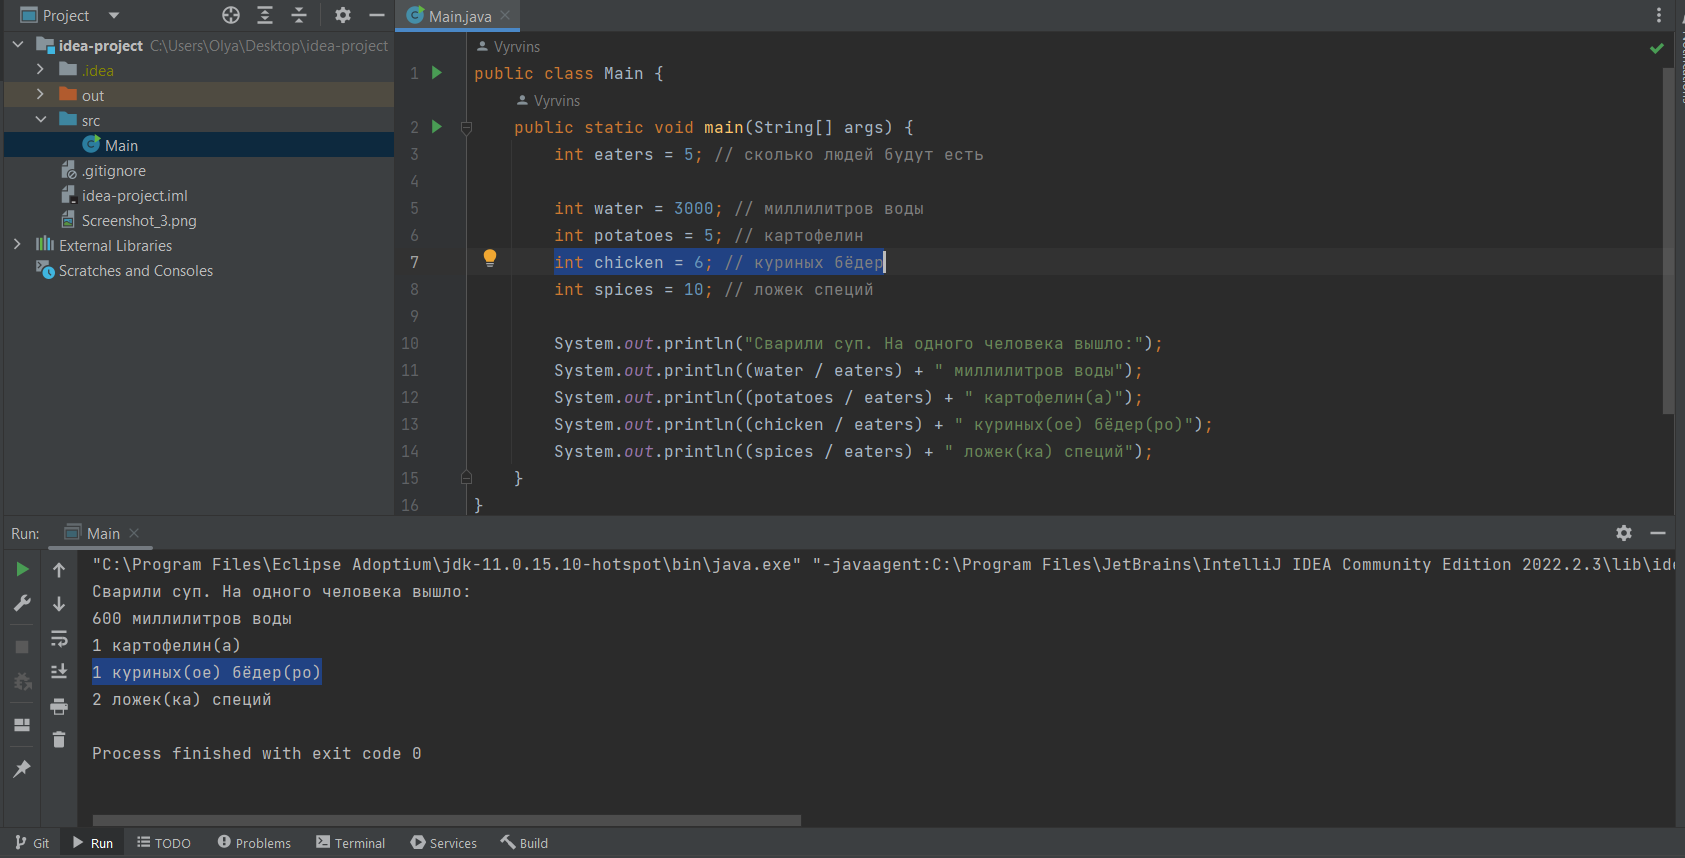 Project
Main.java
idea-project C:\Users\Olya\Desktop\idea-project
.idea
out
src
Main
.gitignore
idea-project.iml
Screenshot_3.png
External Libraries
Scratches and Consoles
Vyrvins
1 public class Main {
Vyrvins
2 public static void main(String[] args) {
3 int eaters = 5; // сколько людей будут есть
4
5 int water = 3000; // миллилитров воды
6 int potatoes = 5; // картофелин
7 int chicken = 6; // куриных бёдер
8 int spices = 10; // ложек специй
9
10 System.out.println("Сварили суп. На одного человека вышло:");
11 System.out.println((water / eaters) + " миллилитров воды");
12 System.out.println((potatoes / eaters) + " картофелин(а)");
13 System.out.println((chicken / eaters) + " куриных(ое) бёдер(ро)");
14 System.out.println((spices / eaters) + " ложек(ка) специй");
15 }
16 }
Run: Main
"C:\Program Files\Eclipse Adoptium\jdk-11.0.15.10-hotspot\bin\java.exe" "-javaagent:C:\Program Files\JetBrains\IntelliJ IDEA Community Edition 2022.2.3\lib\ide
Сварили суп. На одного человека вышло:
600 миллилитров воды
1 картофелин(а)
1 куриных(ое) бёдер(ро)
2 ложек(ка) специй
Process finished with exit code 0
Git Run TODO Problems Terminal Services Build